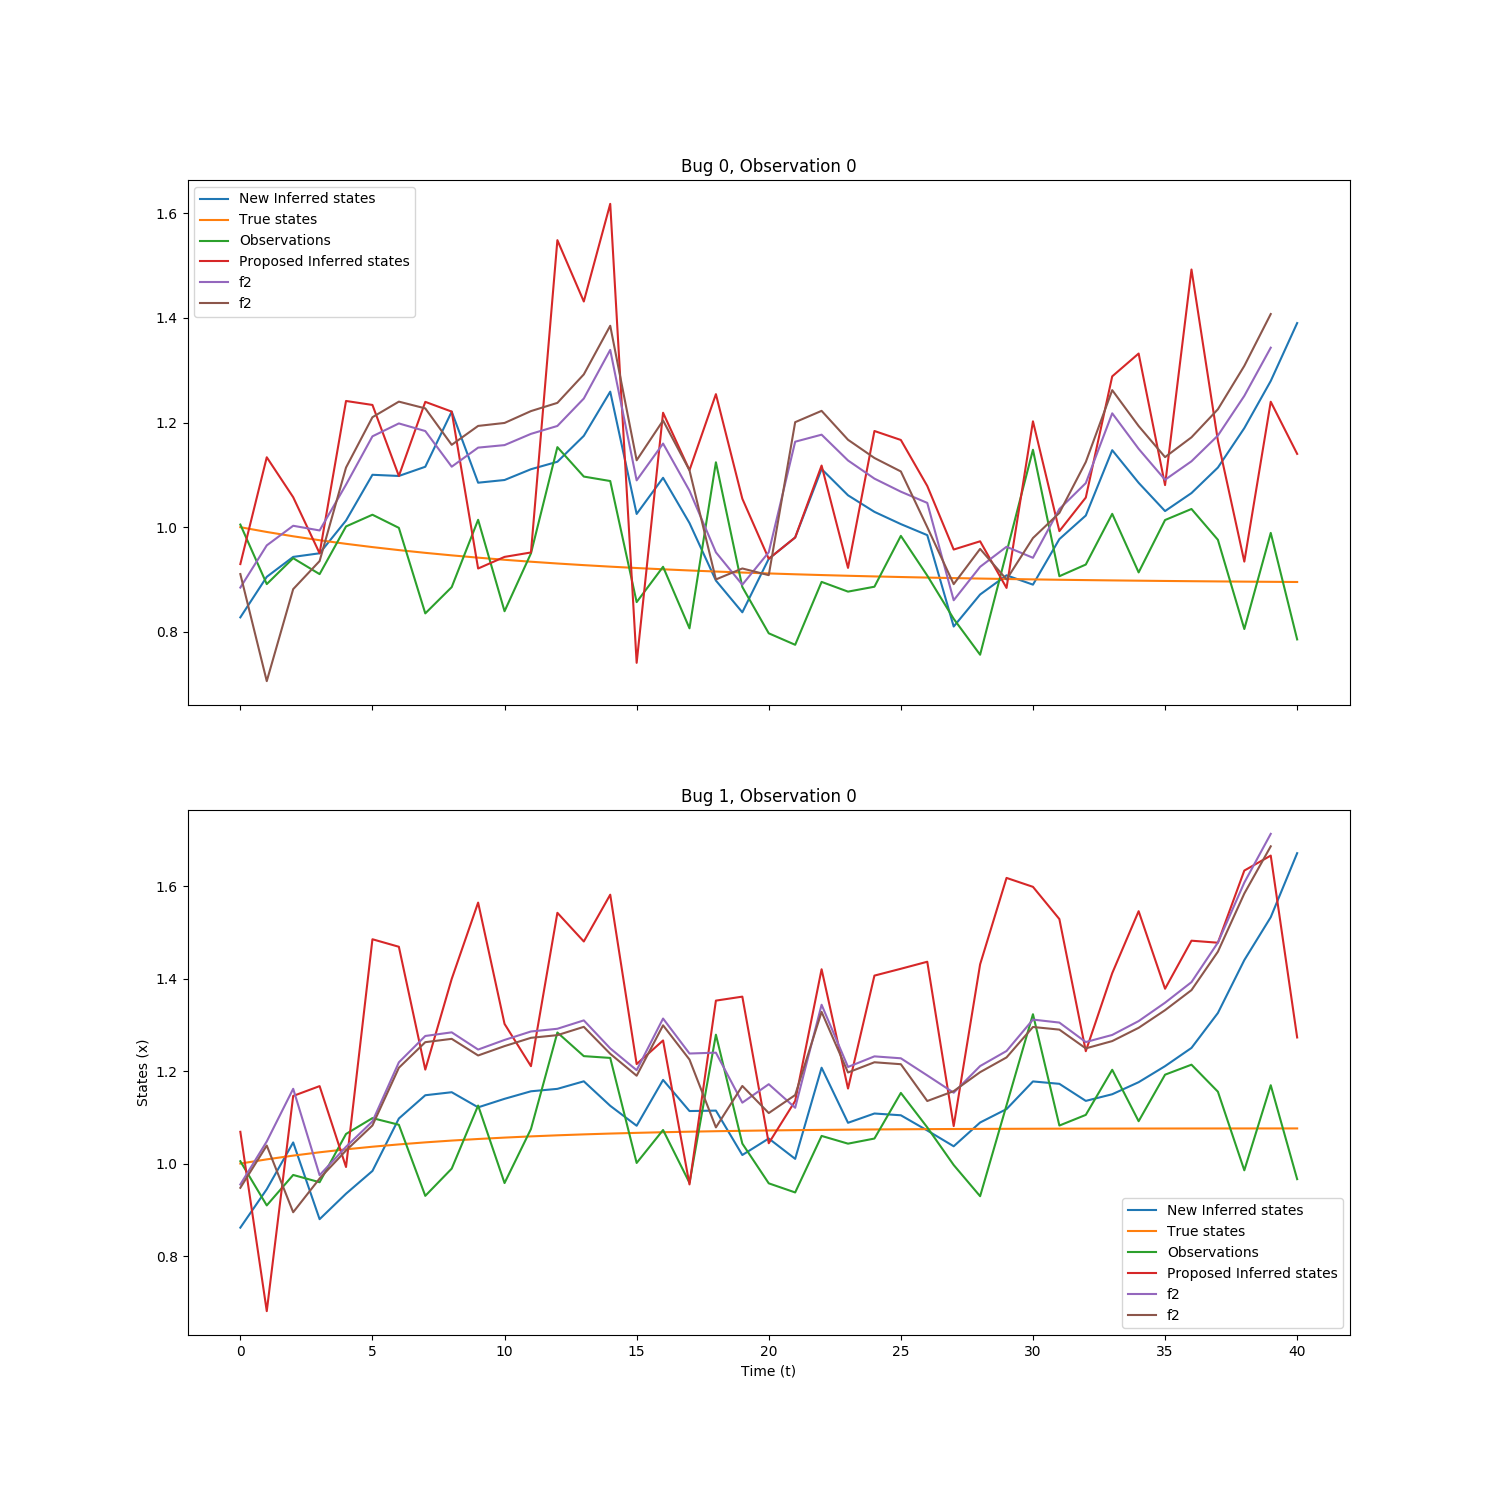 Bug 0, Observation 0
New Inferred states
True states
Observations
Proposed Inferred states
f2
f2
1.6
1.4
1.2
1.0
0.8
Bug 1, Observation 0
1.6
1.4
1.2
1.0
0.8
States (x)
New Inferred states
True states
Observations
Proposed Inferred states
f2
f2
0 5 10 15 20 25 30 35 40
Time (t)